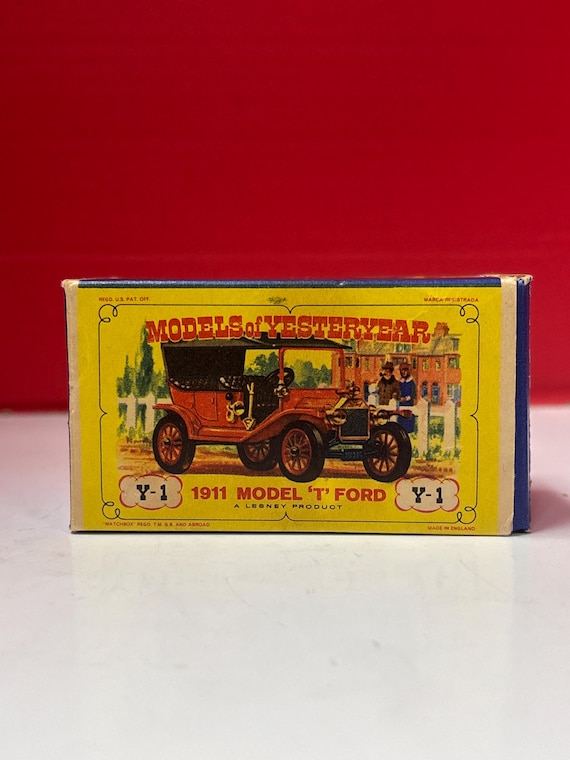 REGD. U.S. PAT. OFF.
MARCA REGISTRADA
MODELS of YESTERYEAR
Y-1
1911 MODEL 'T' FORD
Y-1
A LESNEY PRODUCT
"MATCHBOX" REGD. T.M. G.B. AND ABROAD
MADE IN ENGLAND